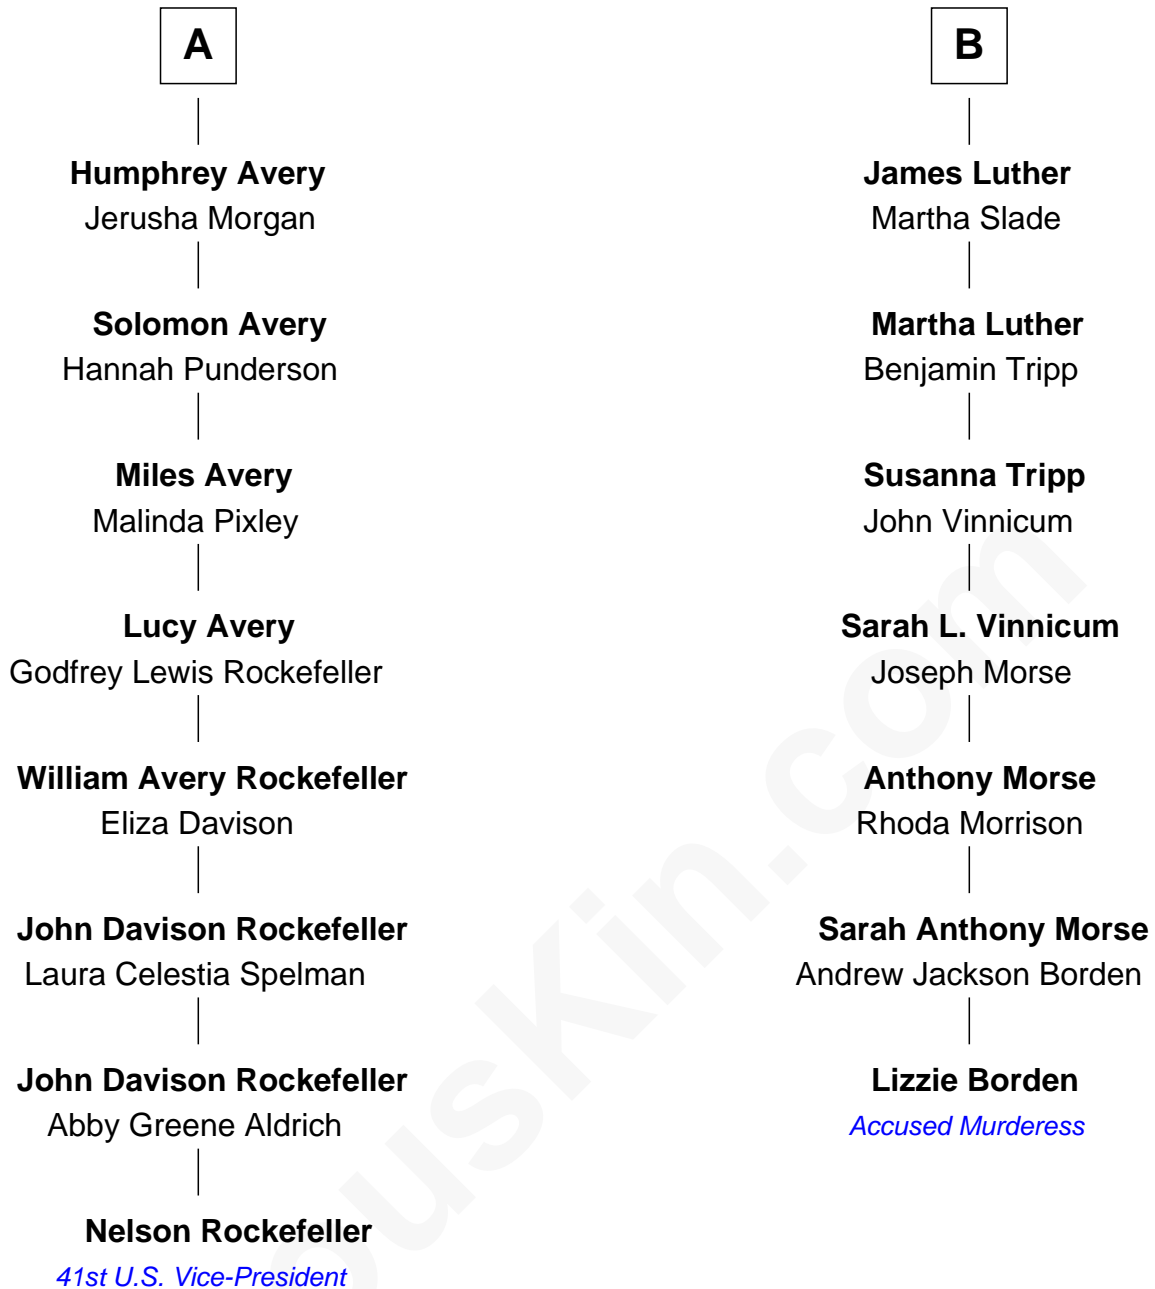 A
Humphrey Avery
Jerusha Morgan
Solomon Avery
Hannah Punderson
Miles Avery
Malinda Pixley
Lucy Avery
Godfrey Lewis Rockefeller
William Avery Rockefeller
Eliza Davison
John Davison Rockefeller
Laura Celestia Spelman
John Davison Rockefeller
Abby Greene Aldrich
Nelson Rockefeller
41st U.S. Vice-President
B
James Luther
Martha Slade
Martha Luther
Benjamin Tripp
Susanna Tripp
John Vinnicum
Sarah L. Vinnicum
Joseph Morse
Anthony Morse
Rhoda Morrison
Sarah Anthony Morse
Andrew Jackson Borden
Lizzie Borden
Accused Murderess
ouskin.com